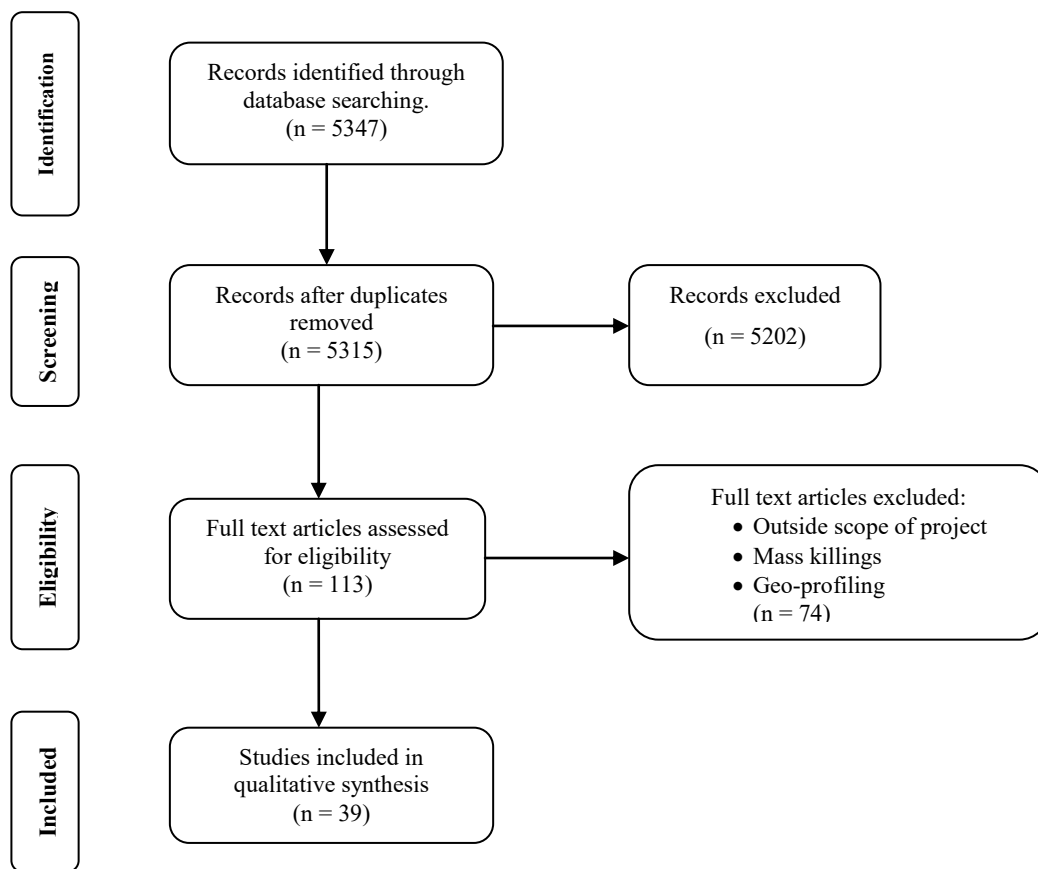 Identification
Records identified through
database searching.
(n = 5347)
Screening
Records after duplicates
removed
(n = 5315)
Records excluded
(n = 5202)
Eligibility
Full text articles assessed
for eligibility
(n = 113)
Full text articles excluded:
• Outside scope of project
• Mass killings
• Geo-profiling
(n = 74)
Included
Studies included in
qualitative synthesis
(n = 39)